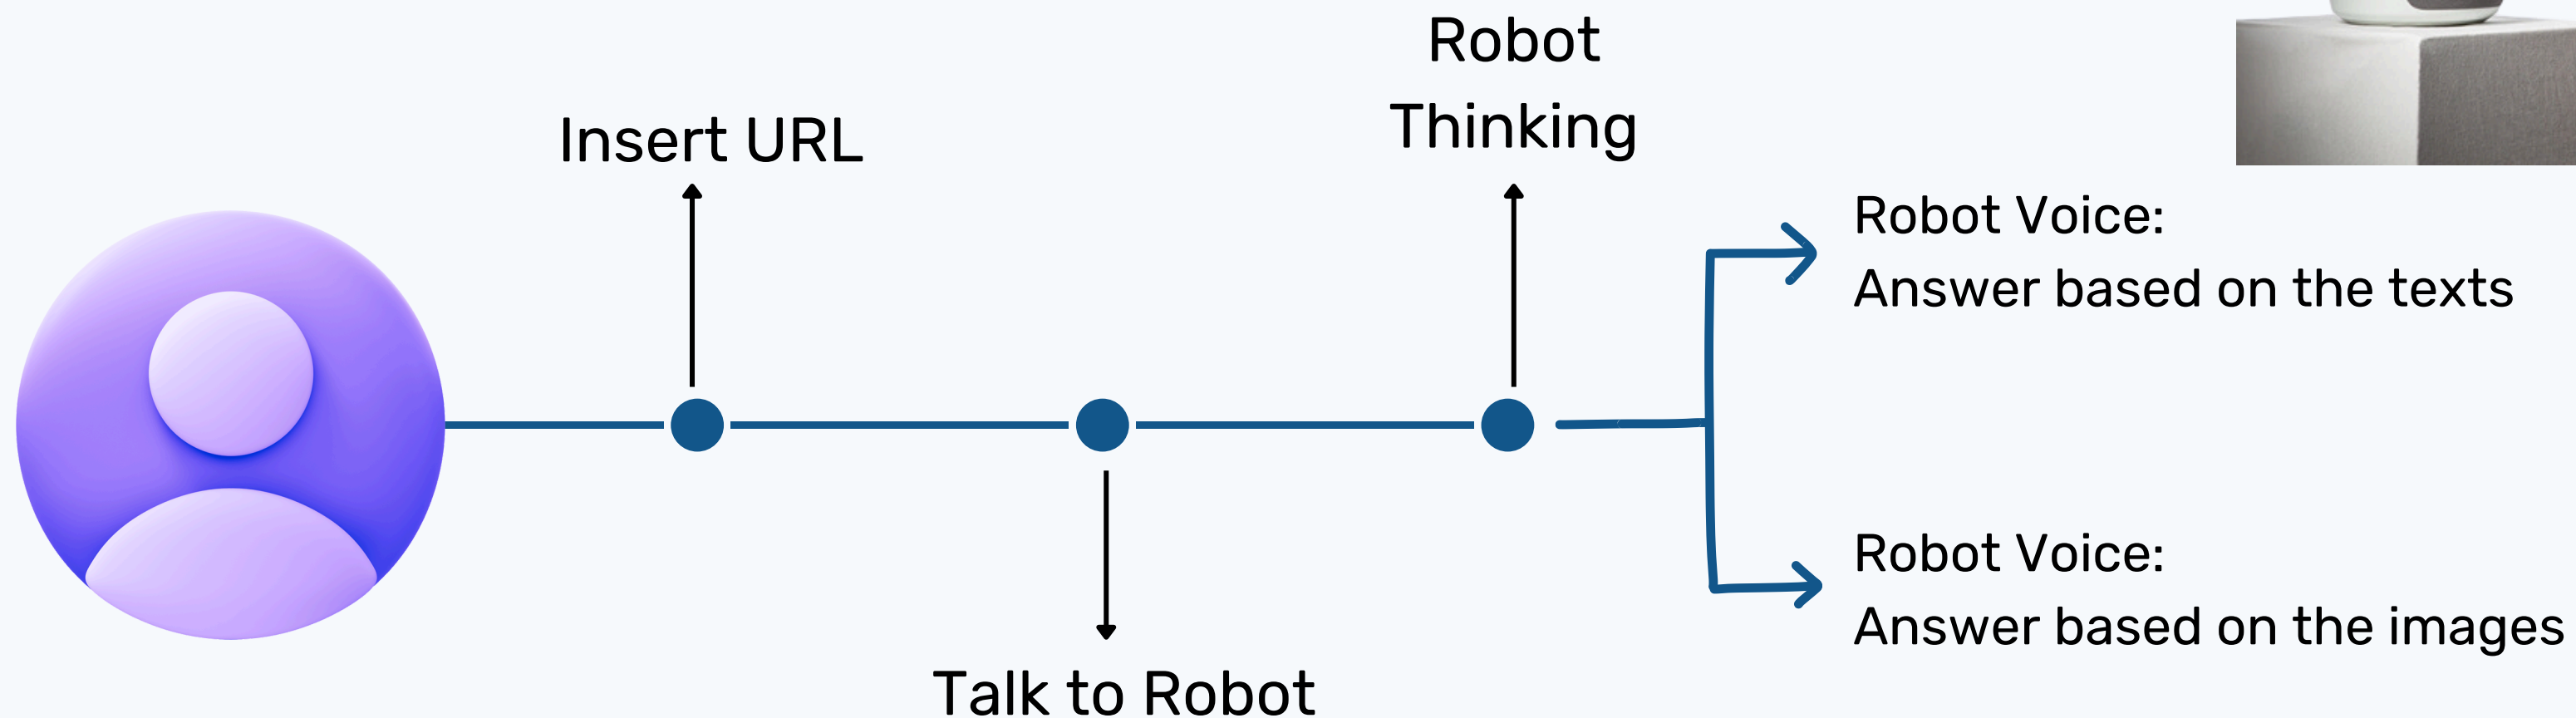 Insert URL
Talk to Robot
Robot
Thinking
Robot Voice:
Answer based on the texts
Robot Voice:
Answer based on the images